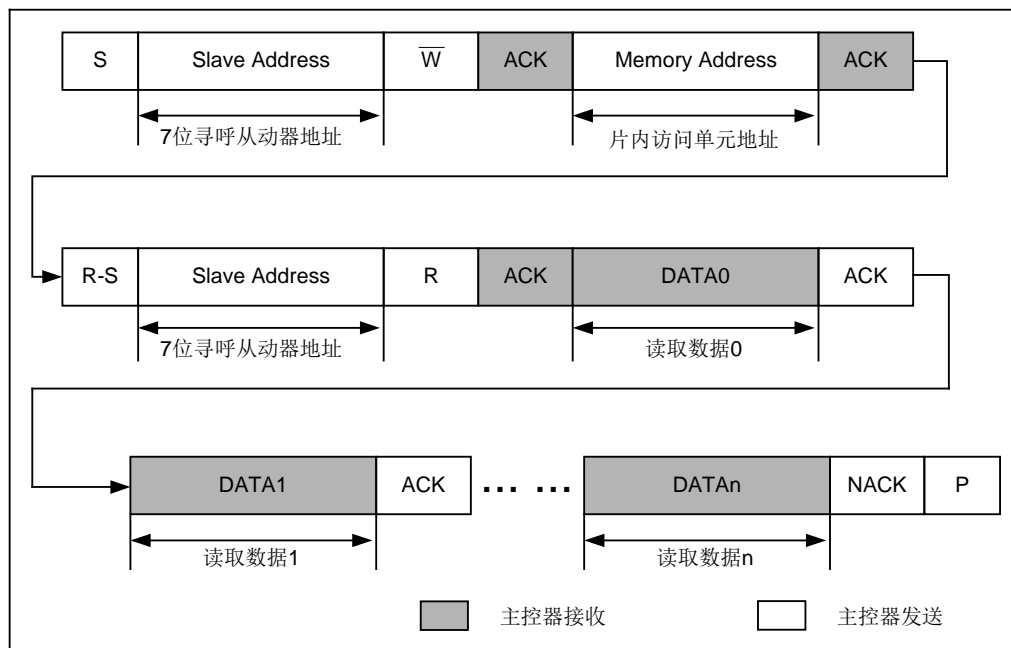 S Slave Address W̅ ACK Memory Address ACK
7位寻呼从动器地址 片内访问单元地址
R-S Slave Address R ACK DATA0 ACK
7位寻呼从动器地址 读取数据0
DATA1 ACK ... ... DATAn NACK P
读取数据1 读取数据n
主控器接收 主控器发送